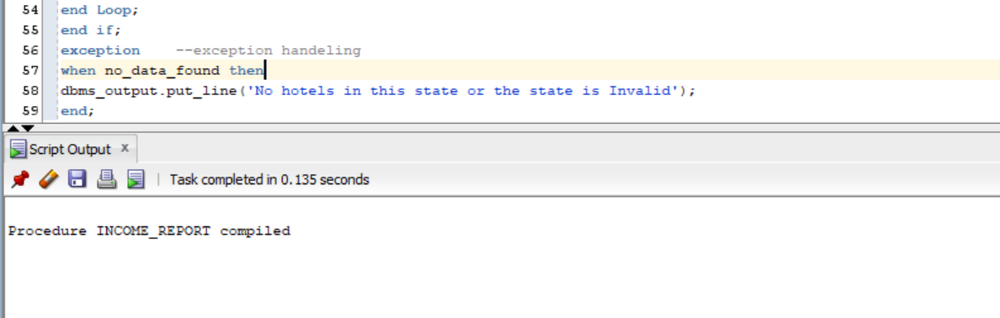 54 end Loop;
55 end if;
56 exception    --exception handeling
57 when no_data_found then
58 dbms_output.put_line('No hotels in this state or the state is Invalid');
59 end;
Script Output x
Task completed in 0.135 seconds
Procedure INCOME_REPORT compiled